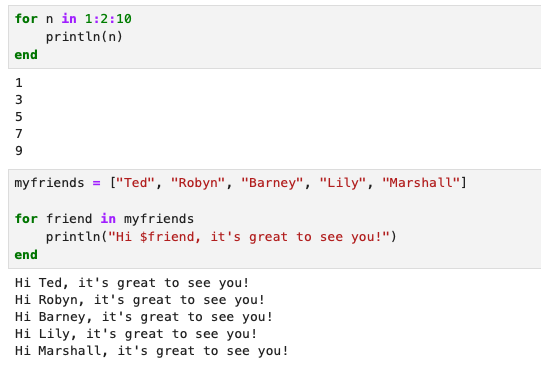 for n in 1:2:10
    println(n)
end
1
3
5
7
9
myfriends = ["Ted", "Robyn", "Barney", "Lily", "Marshall"]
for friend in myfriends
    println("Hi $friend, it's great to see you!")
end
Hi Ted, it's great to see you!
Hi Robyn, it's great to see you!
Hi Barney, it's great to see you!
Hi Lily, it's great to see you!
Hi Marshall, it's great to see you!